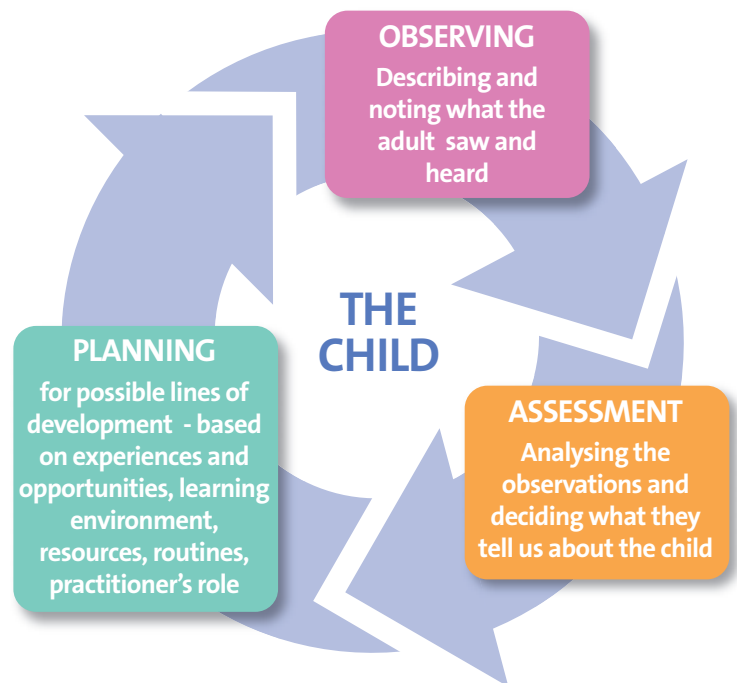 OBSERVING
Describing and
noting what the
adult saw and
heard
THE
CHILD
PLANNING
for possible lines of
development - based
on experiences and
opportunities, learning
environment,
resources, routines,
practitioner's role
ASSESSMENT
Analysing the
observations and
deciding what they
tell us about the child